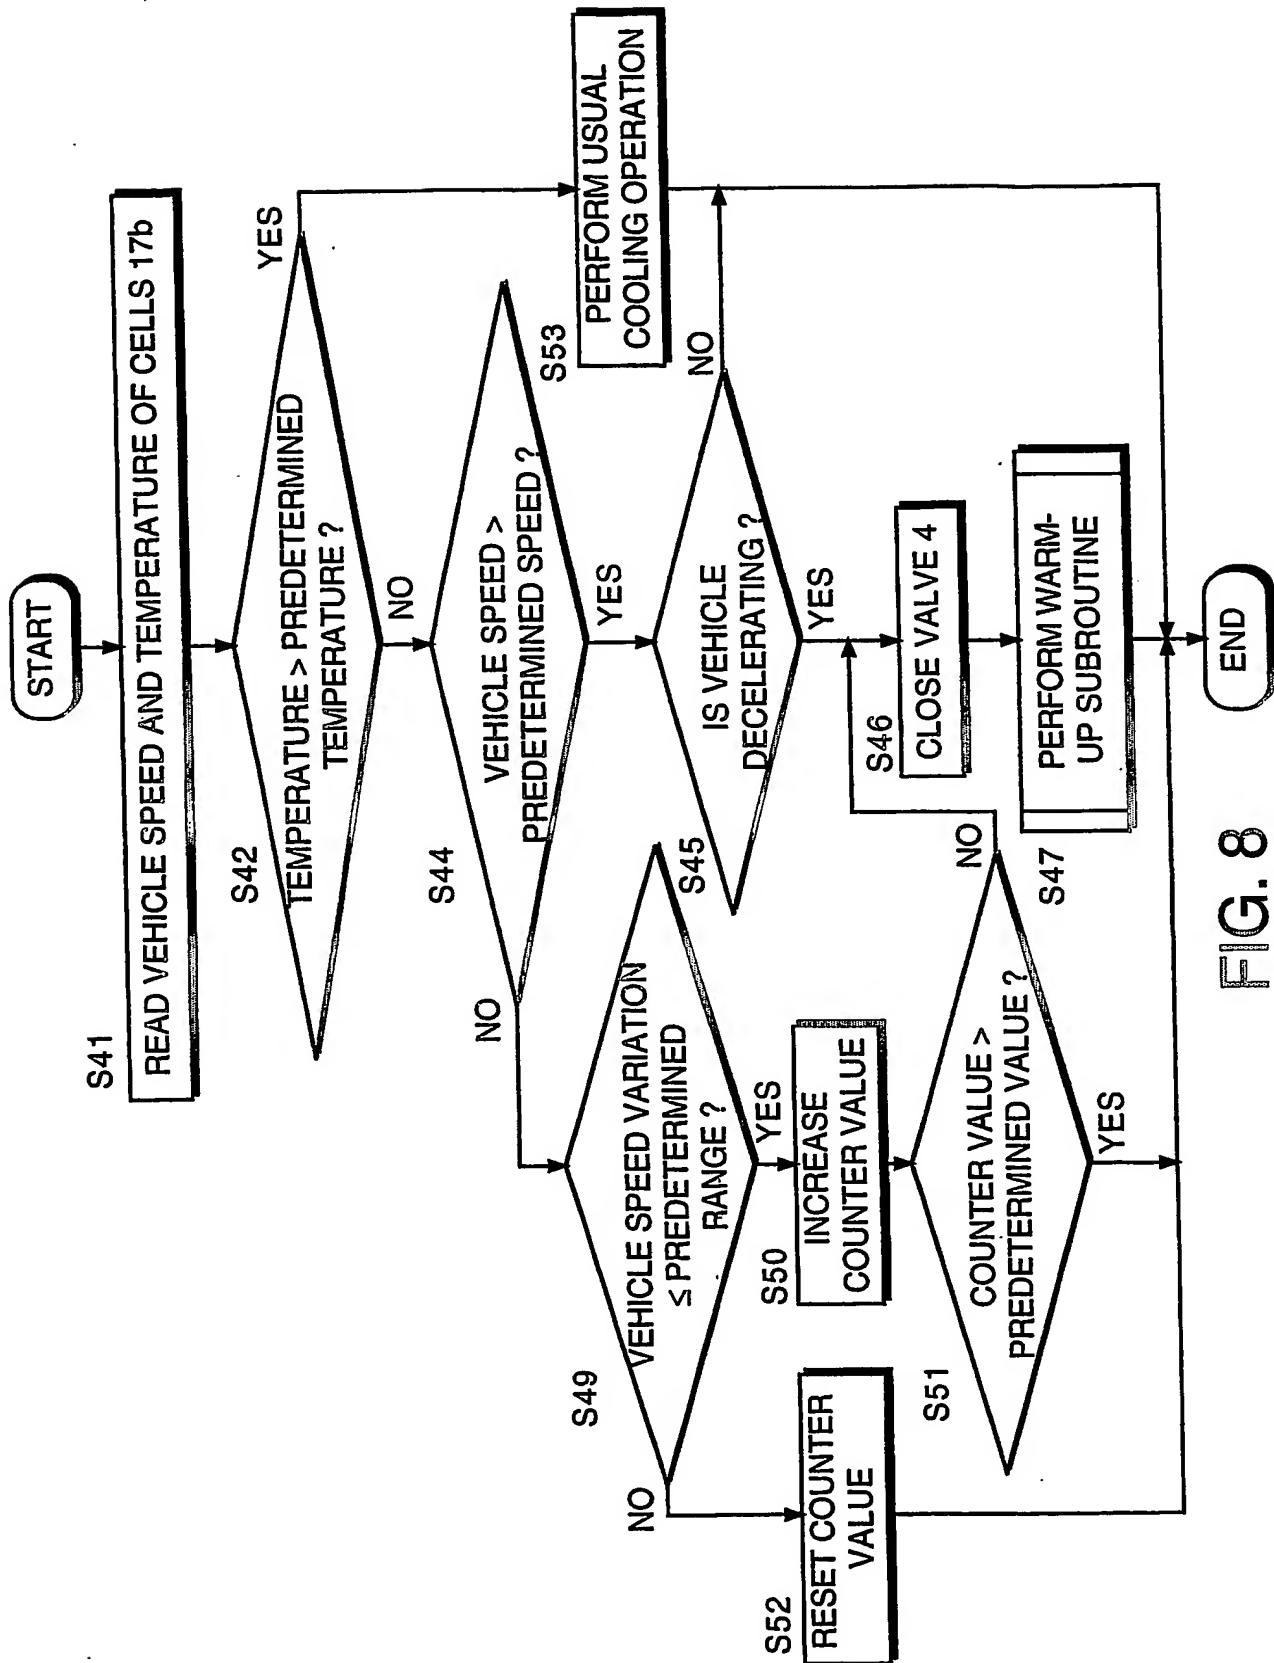 START
S41
READ VEHICLE SPEED AND TEMPERATURE OF CELLS 17b
S42
TEMPERATURE > PREDETERMINED
TEMPERATURE ?
YES
NO
S44
VEHICLE SPEED >
PREDETERMINED SPEED ?
NO
YES
S53
PERFORM USUAL
COOLING OPERATION
S49
VEHICLE SPEED VARIATION
≤ PREDETERMINED
RANGE ?
NO
YES
S45
IS VEHICLE
DECELERATING ?
NO
YES
S52
RESET COUNTER
VALUE
S50
INCREASE
COUNTER VALUE
S46
CLOSE VALVE 4
S51
COUNTER VALUE >
PREDETERMINED VALUE ?
NO
YES
S47
PERFORM WARM-
UP SUBROUTINE
END
FIG. 8